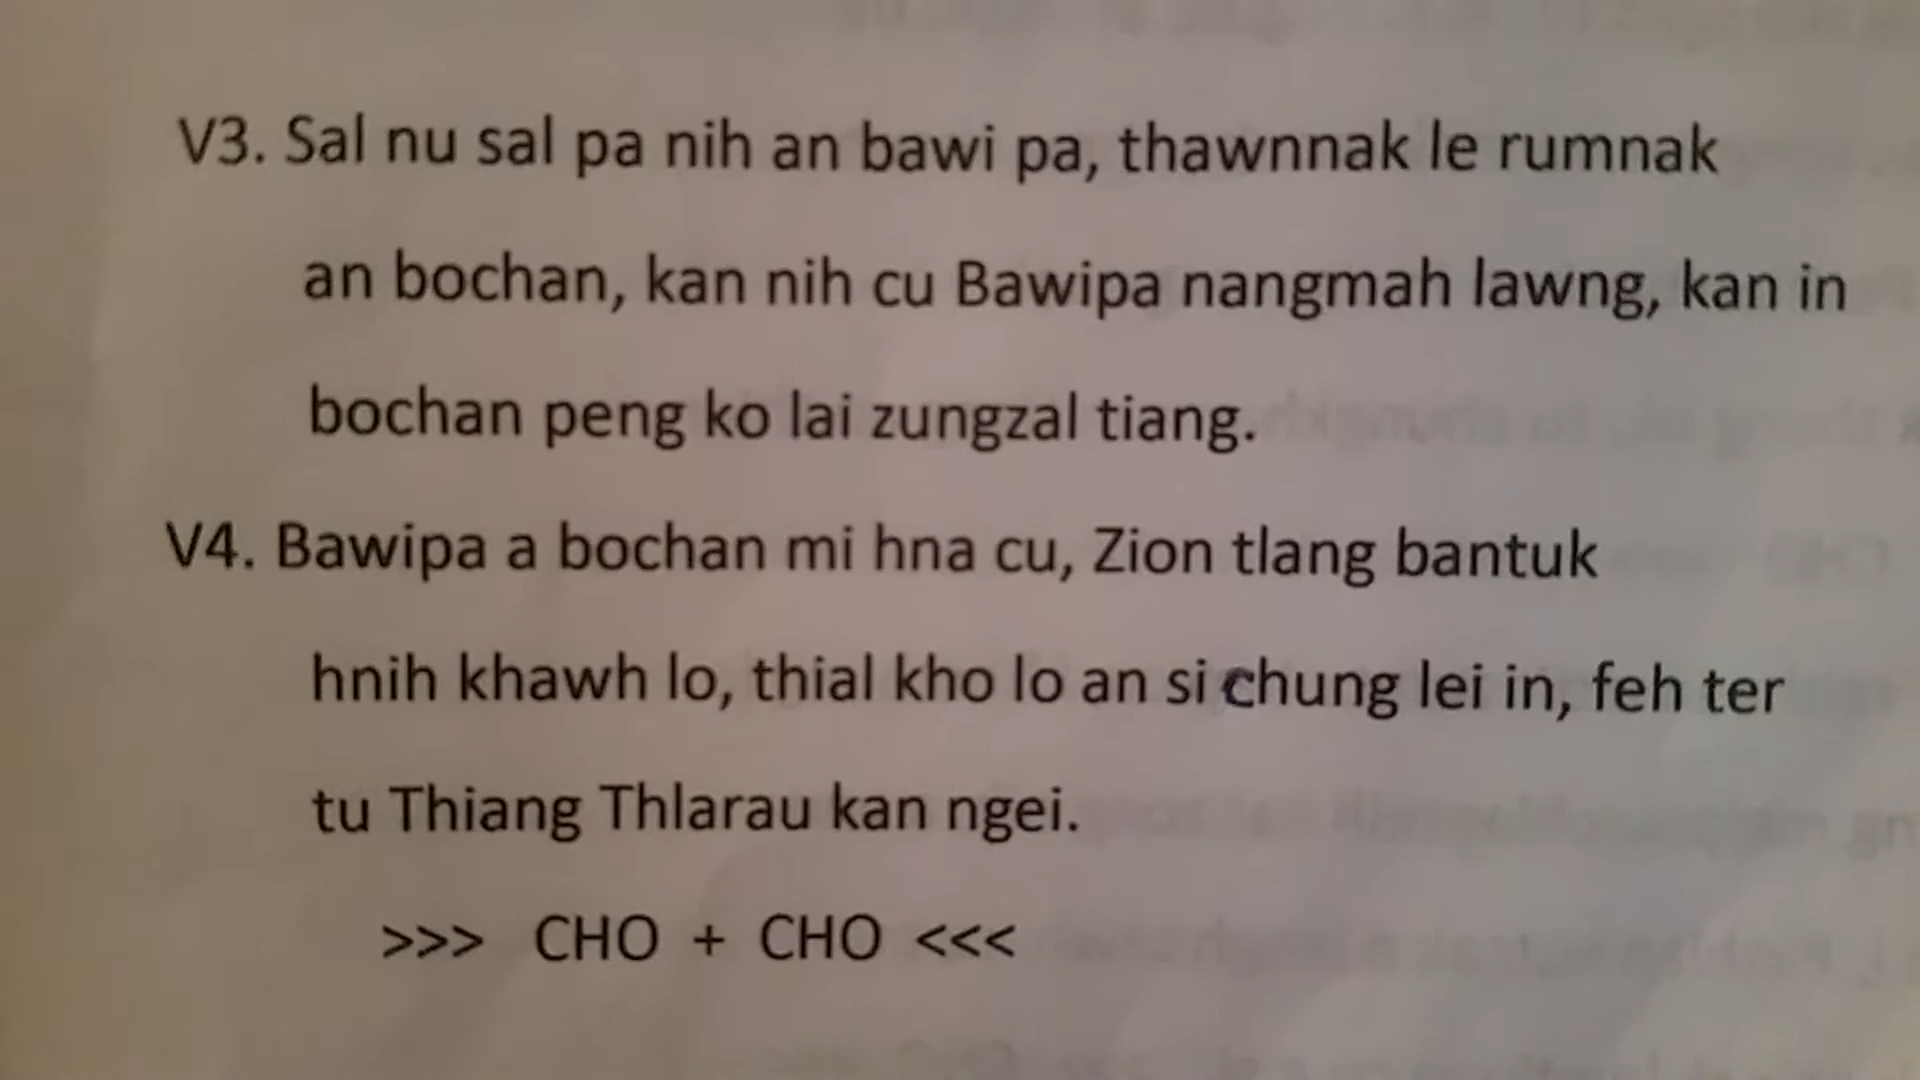 V3. Sal nu sal pa nih an bawi pa, thawnnak le rumnak
an bochan, kan nih cu Bawipa nangmah lawng, kan in
bochan peng ko lai zungzal tiang.
V4. Bawipa a bochan mi hna cu, Zion tlang bantuk
hnih khawh lo, thial kho lo an si chung lei in, feh ter
tu Thiang Thlarau kan ngei.
>>> CHO + CHO <<<